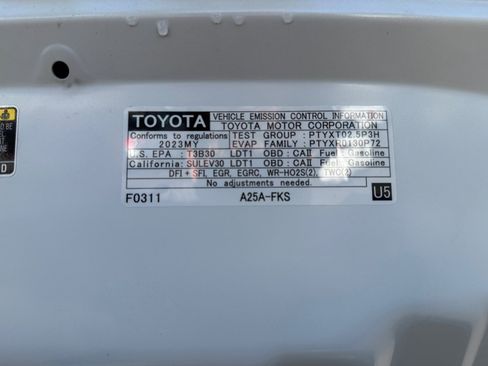 TOYOTA
VEHICLE EMISSION CONTROL INFORMATION
TOYOTA MOTOR CORPORATION
Conforms to regulations
2023MY
TEST GROUP : PTYXT02.5P3H
EVAP FAMILY : PTYXR0130P72
U.S. EPA : T3B30 LDT1 OBD : CAII Fuel : Gasoline
California : SULEV30 LDT1 OBD : CAII Fuel : Gasoline
DFI + SFI, EGR, EGRC, WR-HO2S(2), TWC(2)
No adjustments needed.
F0311 A25A-FKS U5